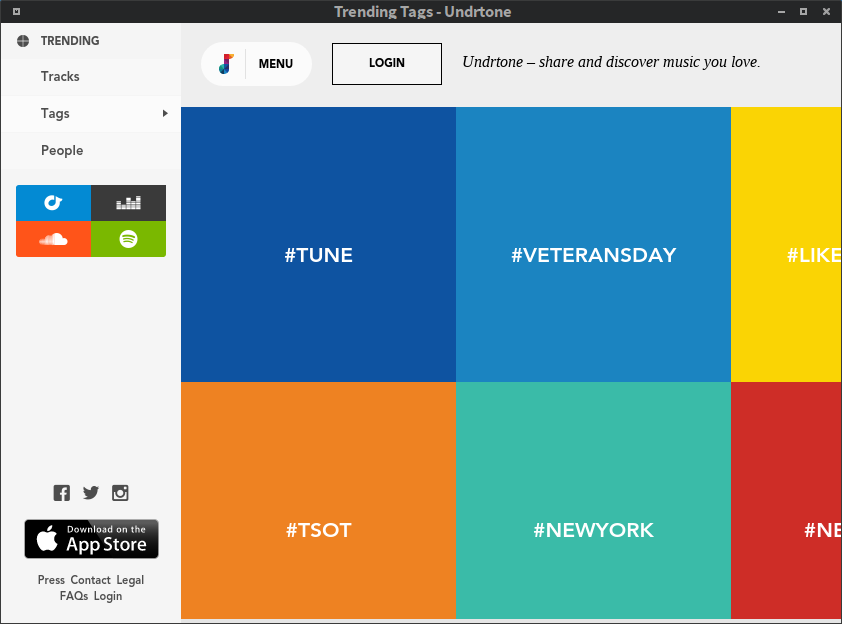 Trending Tags - Undrtone
TRENDING
Tracks
Tags
People
Download on the
App Store
Press Contact Legal
FAQs Login
MENU
LOGIN
Undrtone – share and discover music you love.
#TUNE
#VETERANSDAY
#LIKE
#TSOT
#NEWYORK
#NE